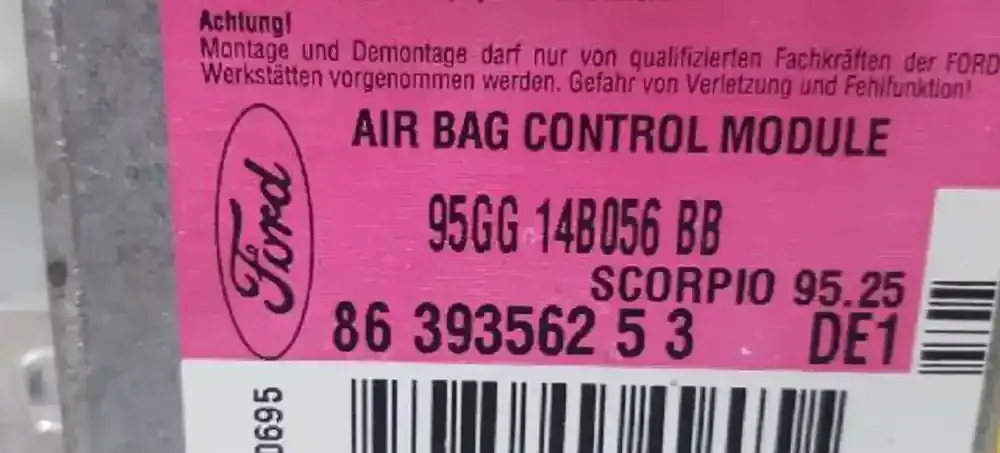 Achtung!
Montage und Demontage darf nur von qualifizierten Fachkräften der FORD
Werkstätten vorgenommen werden. Gefahr von Verletzung und Fehlfunktion!
AIR BAG CONTROL MODULE
Ford
95GG 14B056 BB
SCORPIO 95.25
86 393562 5 3 DE1
0695